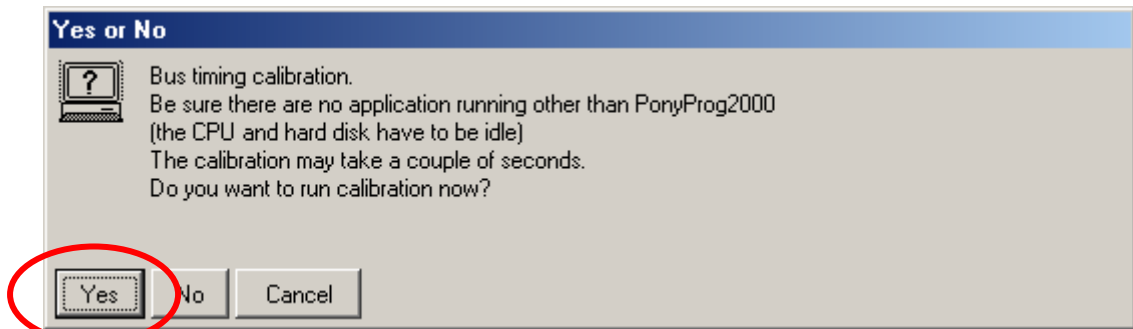 Yes or No
?
Bus timing calibration.
Be sure there are no application running other than PonyProg2000
(the CPU and hard disk have to be idle)
The calibration may take a couple of seconds.
Do you want to run calibration now?
Yes No Cancel